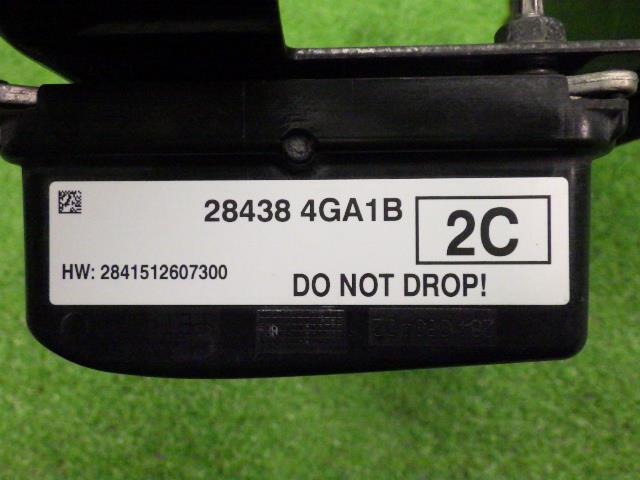 28438 4GA1B
2C
HW: 2841512607300
DO NOT DROP!